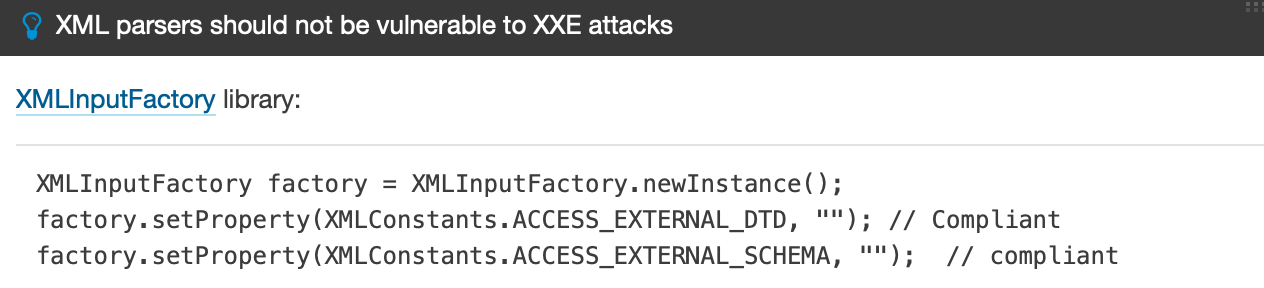 XML parsers should not be vulnerable to XXE attacks
XMLInputFactory library:
XMLInputFactory factory = XMLInputFactory.newInstance();
factory.setProperty(XMLConstants.ACCESS_EXTERNAL_DTD, ""); // Compliant
factory.setProperty(XMLConstants.ACCESS_EXTERNAL_SCHEMA, "");  // compliant